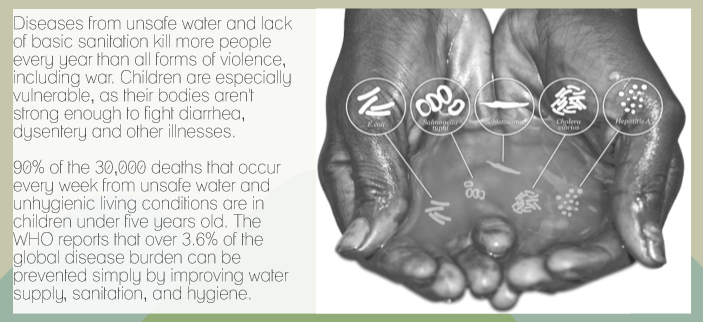 Diseases from unsafe water and lack
of basic sanitation kill more people
every year than all forms of violence,
including war. Children are especially
vulnerable, as their bodies aren't
strong enough to fight diarrhea,
dysentery and other illnesses.
90% of the 30,000 deaths that occur
every week from unsafe water and
unhygienic living conditions are in
children under five years old. The
WHO reports that over 3.6% of the
global disease burden can be
prevented simply by improving water
supply, sanitation, and hygiene.
E.coli
Salmonella
typhi
Cholera
vibrios
Hepatitis A